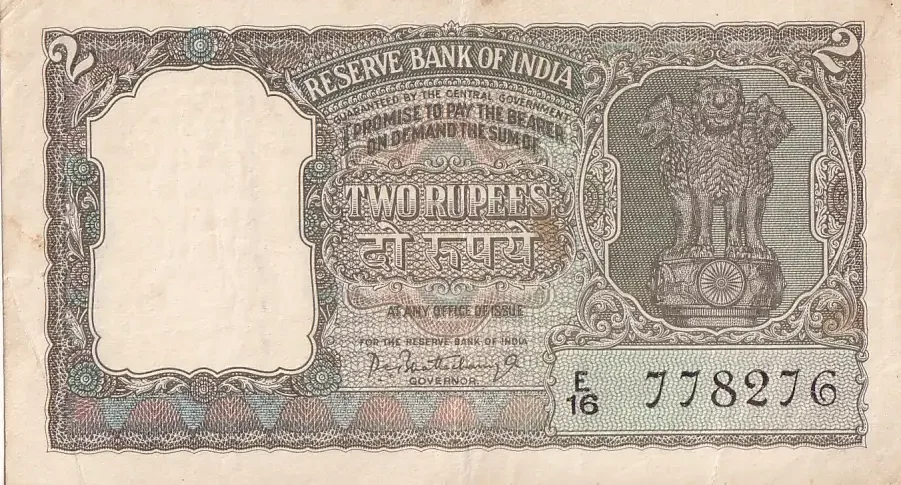 2 2
RESERVE BANK OF INDIA
GUARANTEED BY THE CENTRAL GOVERNMENT
I PROMISE TO PAY THE BEARER
ON DEMAND THE SUM OF
TWO RUPEES
दो रूपये
AT ANY OFFICE OF ISSUE
FOR THE RESERVE BANK OF INDIA
GOVERNOR
E
16 778276